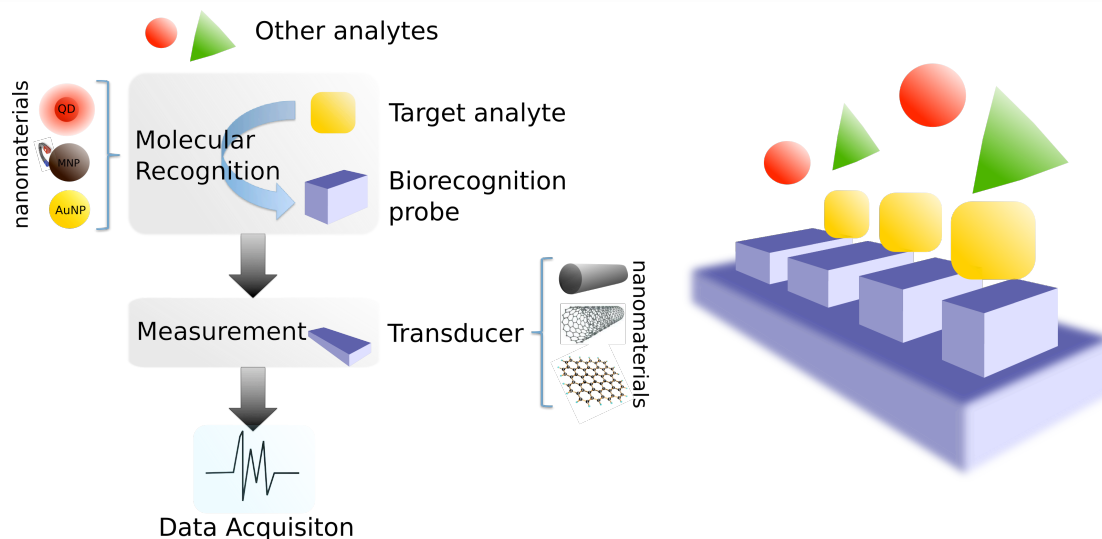 Other analytes
nanomaterials
QD
MNP
AuNP
Molecular
Recognition
Target analyte
Biorecognition
probe
Measurement
Transducer
nanomaterials
Data Acquisiton